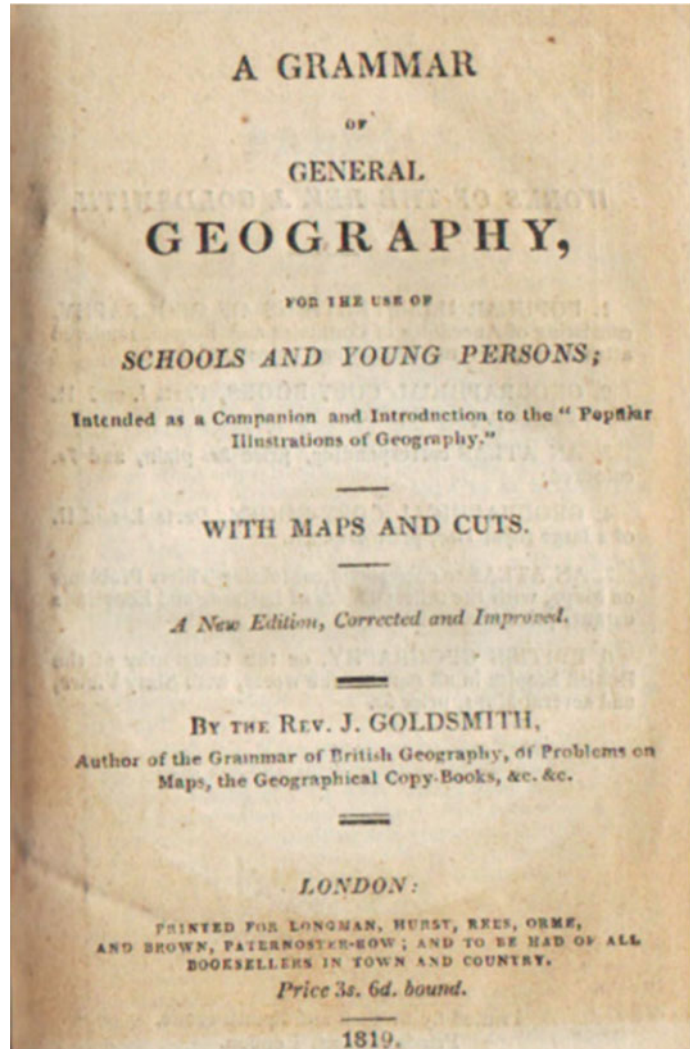 A GRAMMAR
OF
GENERAL
GEOGRAPHY,
FOR THE USE OF
SCHOOLS AND YOUNG PERSONS;
Intended as a Companion and Introduction to the “ Popular
Illustrations of Geography.”
WITH MAPS AND CUTS.
A New Edition, Corrected and Improved.
BY THE REV. J. GOLDSMITH,
Author of the Grammar of British Geography, of Problems on
Maps, the Geographical Copy-Books, &c. &c.
LONDON:
PRINTED FOR LONGMAN, HURST, REES, ORME,
AND BROWN, PATERNOSTER-ROW; AND TO BE HAD OF ALL
BOOKSELLERS IN TOWN AND COUNTRY.
Price 3s. 6d. bound.
1819.